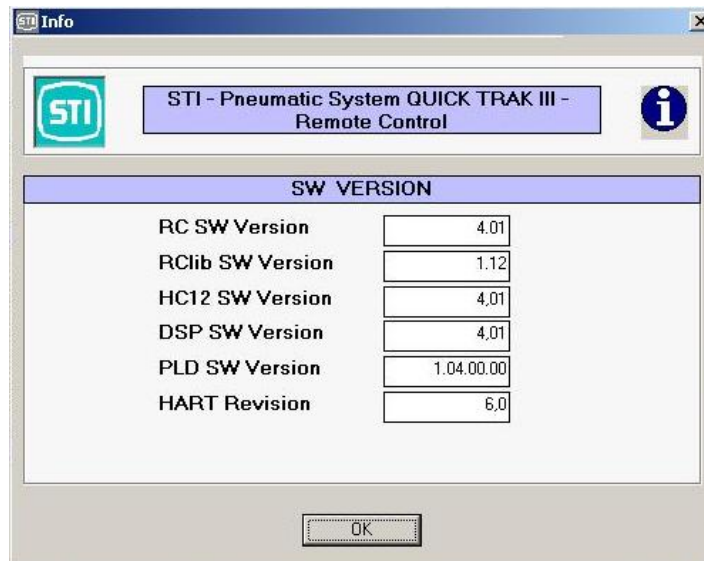 STI Info
STI
STI - Pneumatic System QUICK TRAK III -
Remote Control
i
SW VERSION
RC SW Version 4.01
RClib SW Version 1.12
HC12 SW Version 4,01
DSP SW Version 4,01
PLD SW Version 1.04.00.00
HART Revision 6,0
OK